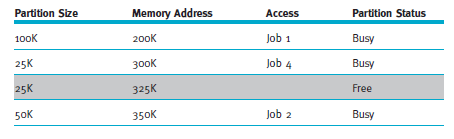 Partition Size Memory Address Access Partition Status
100K 200K Job 1 Busy
25K 300K Job 4 Busy
25K 325K Free
50K 350K Job 2 Busy